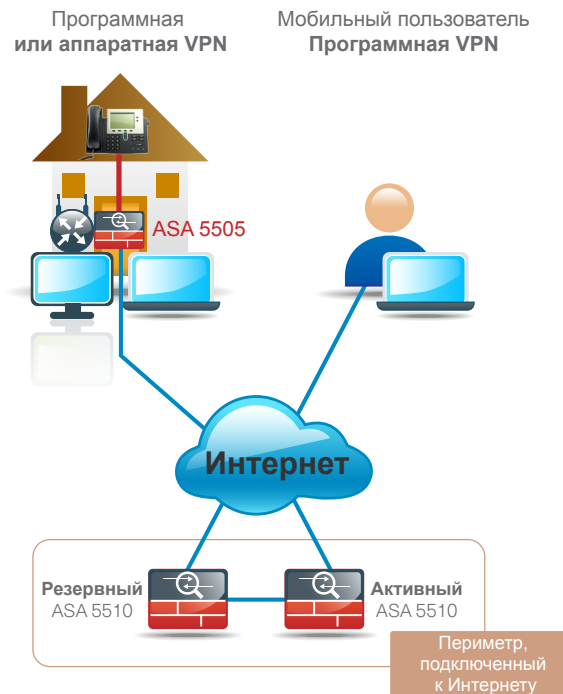 Программная
или аппаратная VPN
Мобильный пользователь
Программная VPN
ASA 5505
Интернет
Резервный
ASA 5510
Активный
ASA 5510
Периметр,
подключенный
к Интернету